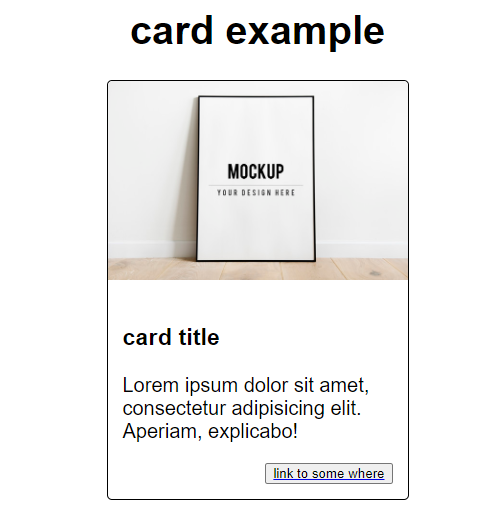 card example
MOCKUP
YOUR DESIGN HERE
card title
Lorem ipsum dolor sit amet,
consectetur adipisicing elit.
Aperiam, explicabo!
link to some where